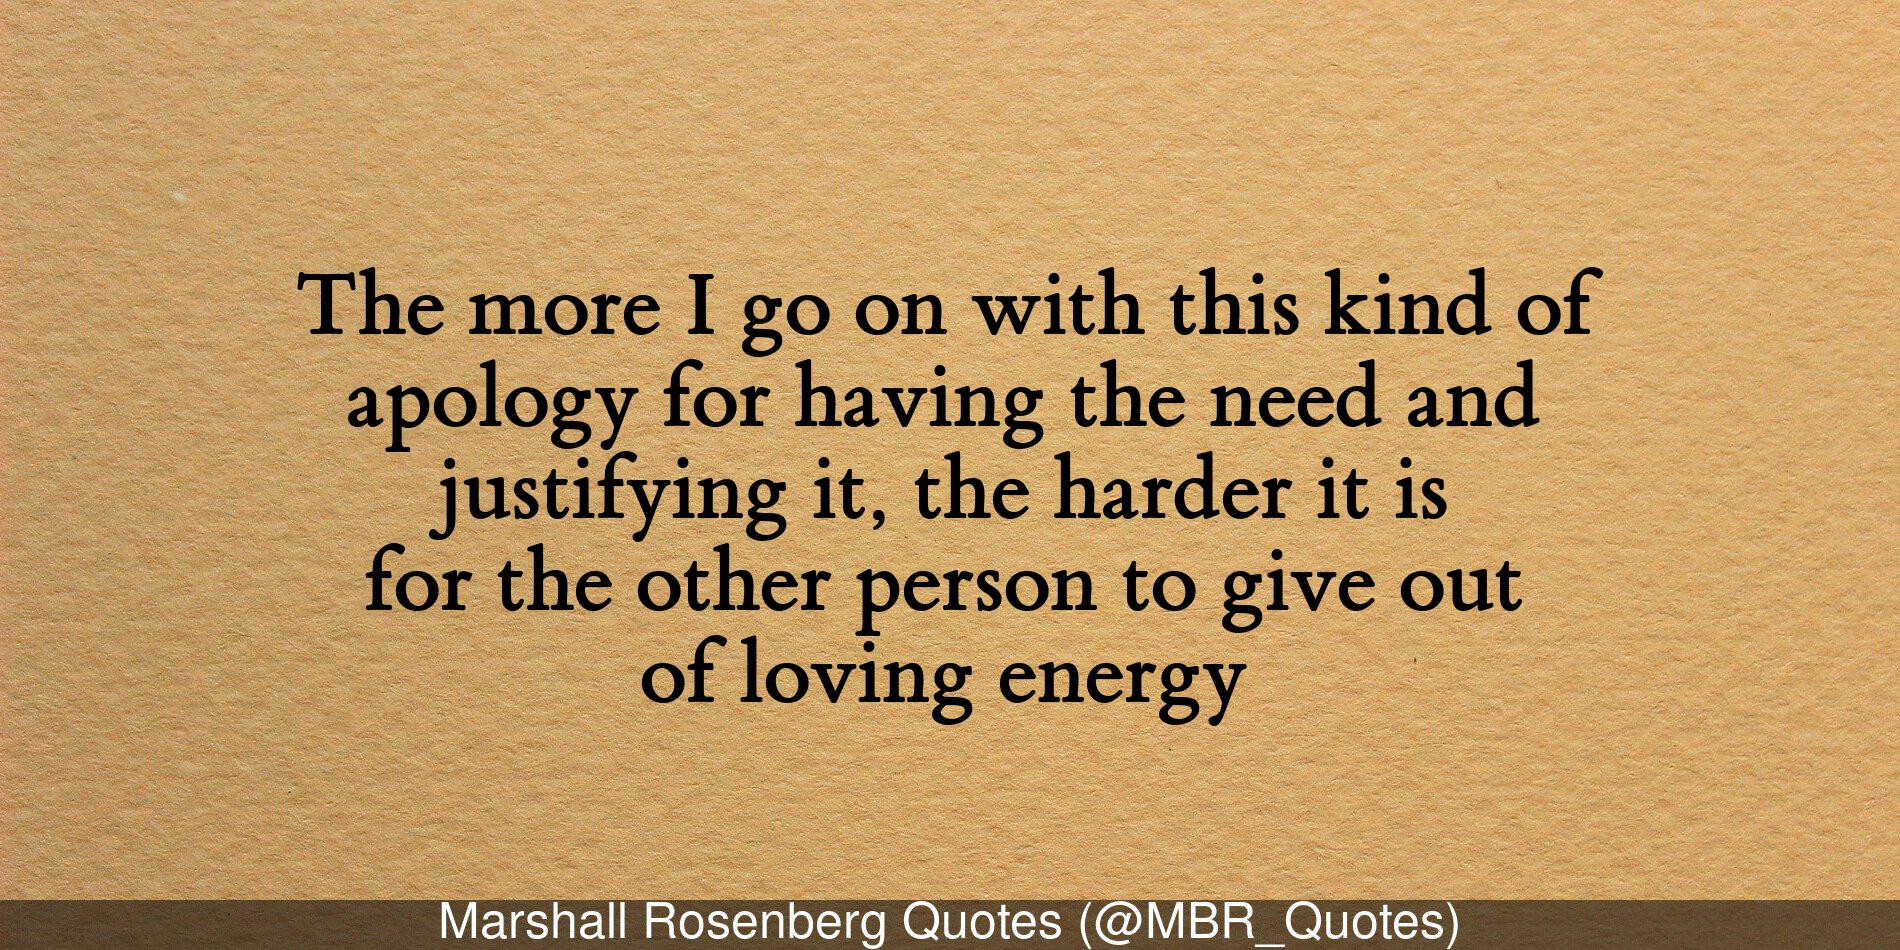 The more I go on with this kind of
apology for having the need and
justifying it, the harder it is
for the other person to give out
of loving energy
Marshall Rosenberg Quotes (@MBR_Quotes)